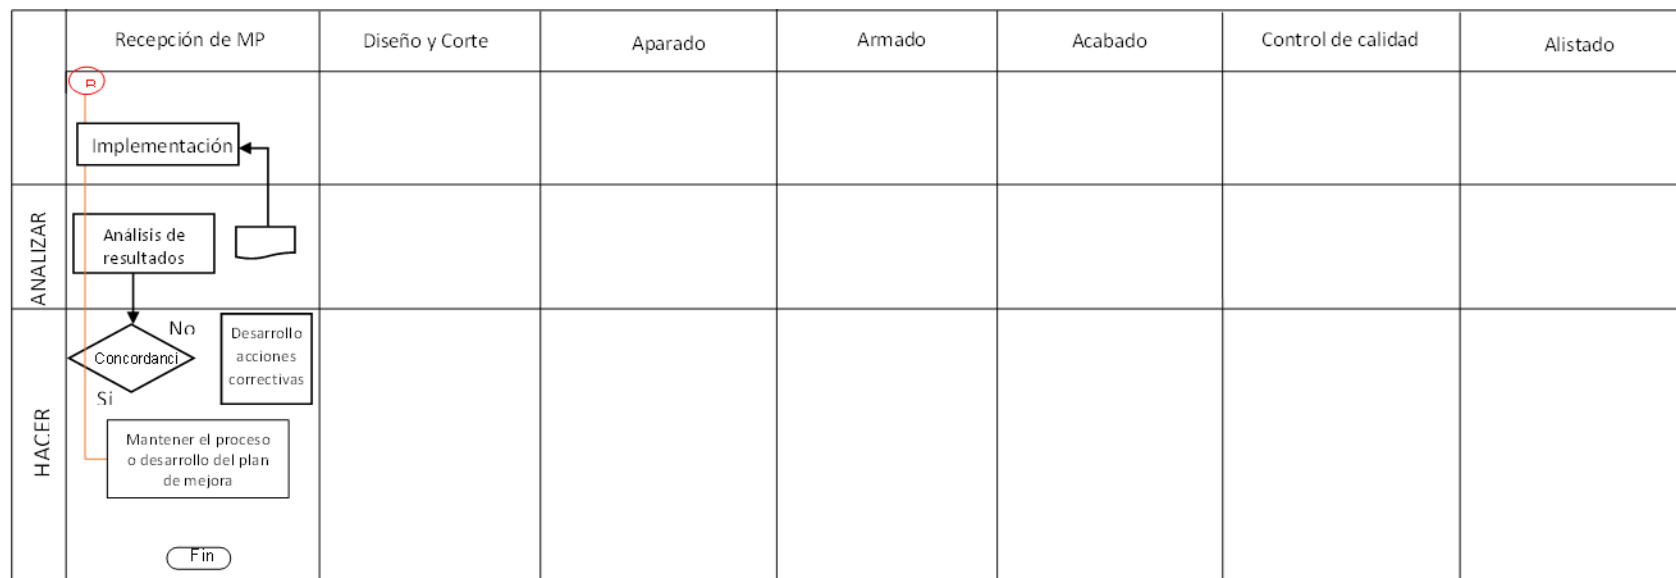 Recepción de MP
Diseño y Corte
Aparado
Armado
Acabado
Control de calidad
Alistado
Implementación
ANALIZAR
Análisis de
resultados
HACER
No
Concordanci
Si
Desarrollo
acciones
correctivas
Mantener el proceso
o desarrollo del plan
de mejora
Fin